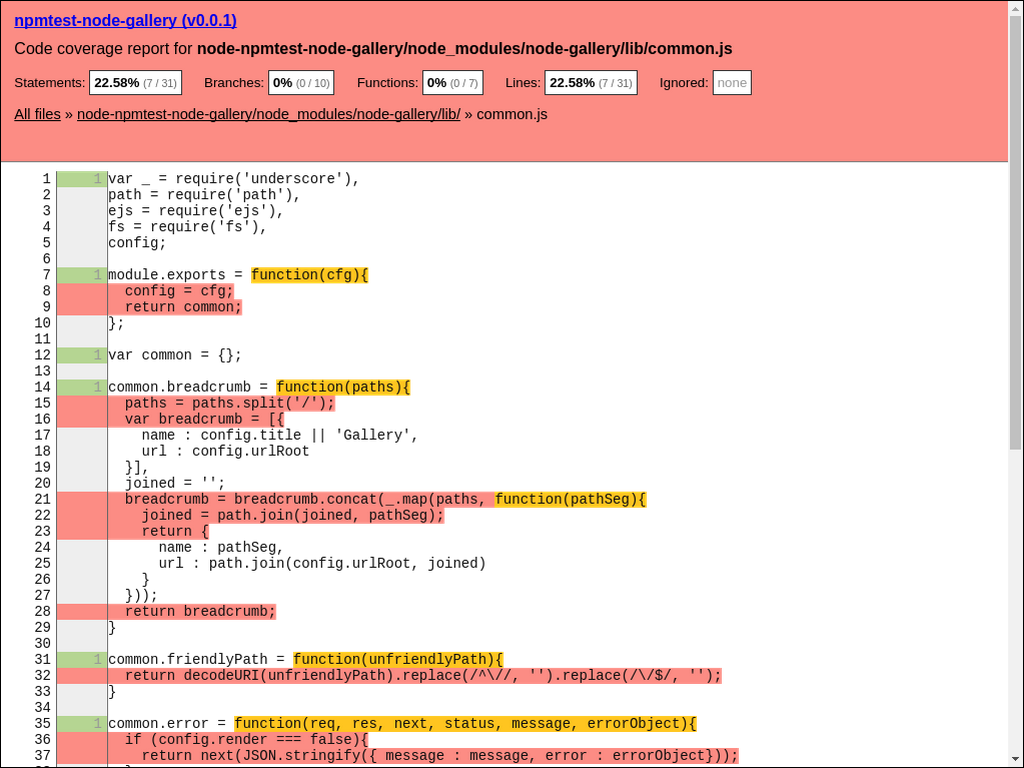 npmtest-node-gallery (v0.0.1)
Code coverage report for node-npmtest-node-gallery/node_modules/node-gallery/lib/common.js
Statements: 22.58% (7 / 31) Branches: 0% (0 / 10) Functions: 0% (0 / 7) Lines: 22.58% (7 / 31) Ignored: none
All files » node-npmtest-node-gallery/node_modules/node-gallery/lib/ » common.js
1 1 var _ = require('underscore'),
2 path = require('path'),
3 ejs = require('ejs'),
4 fs = require('fs'),
5 config;
6
7 1 module.exports = function(cfg){
8 config = cfg;
9 return common;
10 };
11
12 1 var common = {};
13
14 1 common.breadcrumb = function(paths){
15 paths = paths.split('/');
16 var breadcrumb = [{
17 name : config.title || 'Gallery',
18 url : config.urlRoot
19 }],
20 joined = '';
21 breadcrumb = breadcrumb.concat(_.map(paths, function(pathSeg){
22 joined = path.join(joined, pathSeg);
23 return {
24 name : pathSeg,
25 url : path.join(config.urlRoot, joined)
26 }
27 }));
28 return breadcrumb;
29 }
30
31 1 common.friendlyPath = function(unfriendlyPath){
32 return decodeURI(unfriendlyPath).replace(/^\//, '').replace(/\/$/, '');
33 }
34
35 1 common.error = function(req, res, next, status, message, errorObject){
36 if (config.render === false){
37 return next(JSON.stringify({ message : message, error : errorObject}));